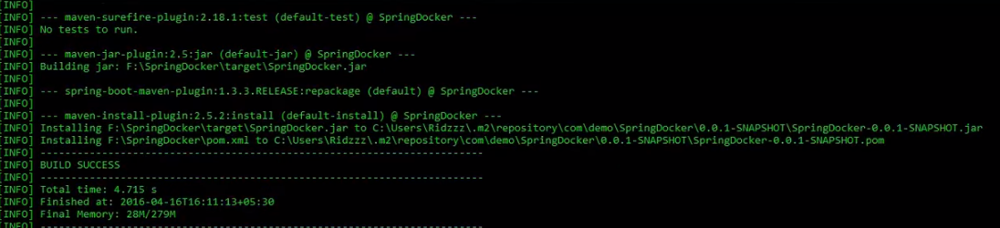 [INFO]
[INFO] --- maven-surefire-plugin:2.18.1:test (default-test) @ SpringDocker ---
[INFO] No tests to run.
[INFO]
[INFO] --- maven-jar-plugin:2.5:jar (default-jar) @ SpringDocker ---
[INFO] Building jar: F:\SpringDocker\target\SpringDocker.jar
[INFO]
[INFO] --- spring-boot-maven-plugin:1.3.3.RELEASE:repackage (default) @ SpringDocker ---
[INFO]
[INFO] --- maven-install-plugin:2.5.2:install (default-install) @ SpringDocker ---
[INFO] Installing F:\SpringDocker\target\SpringDocker.jar to C:\Users\Ridzzz\.m2\repository\com\demo\SpringDocker\0.0.1-SNAPSHOT\SpringDocker-0.0.1-SNAPSHOT.jar
[INFO] Installing F:\SpringDocker\pom.xml to C:\Users\Ridzzz\.m2\repository\com\demo\SpringDocker\0.0.1-SNAPSHOT\SpringDocker-0.0.1-SNAPSHOT.pom
[INFO] ------------------------------------------------------------------------
[INFO] BUILD SUCCESS
[INFO] ------------------------------------------------------------------------
[INFO] Total time: 4.715 s
[INFO] Finished at: 2016-04-16T16:11:13+05:30
[INFO] Final Memory: 28M/279M
[INFO] ------------------------------------------------------------------------